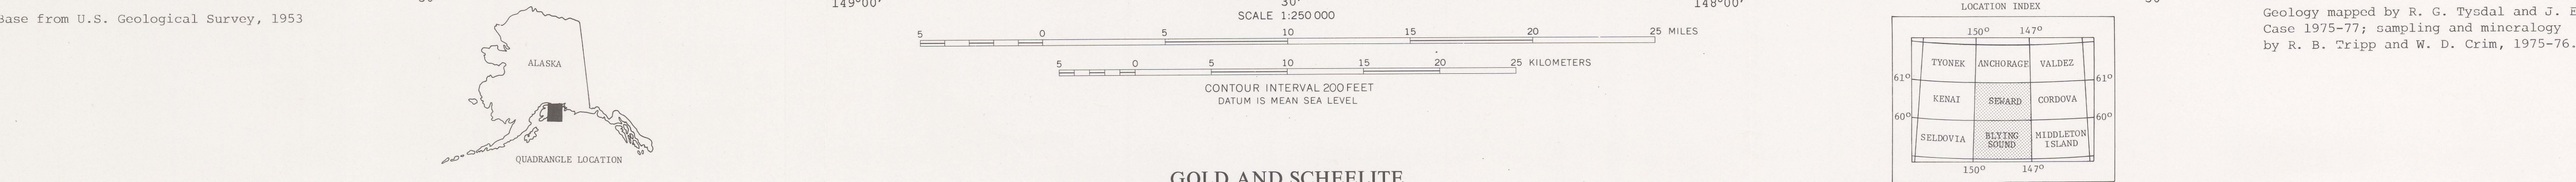 Base from U.S. Geological Survey, 1953
ALASKA
QUADRANGLE LOCATION
149°00'
30'
148°00'
SCALE 1:250 000
5 0 5 10 15 20 25 MILES
5 0 5 10 15 20 25 KILOMETERS
CONTOUR INTERVAL 200 FEET
DATUM IS MEAN SEA LEVEL
GOLD AND SCHEELITE
LOCATION INDEX
150° 147°
TYONEK ANCHORAGE VALDEZ
61° 61°
KENAI SEWARD CORDOVA
60° 60°
SELDOVIA BLYING SOUND MIDDLETON ISLAND
150° 147°
Geology mapped by R. G. Tysdal and J. E
Case 1975-77; sampling and mineralogy
by R. B. Tripp and W. D. Crim, 1975-76.